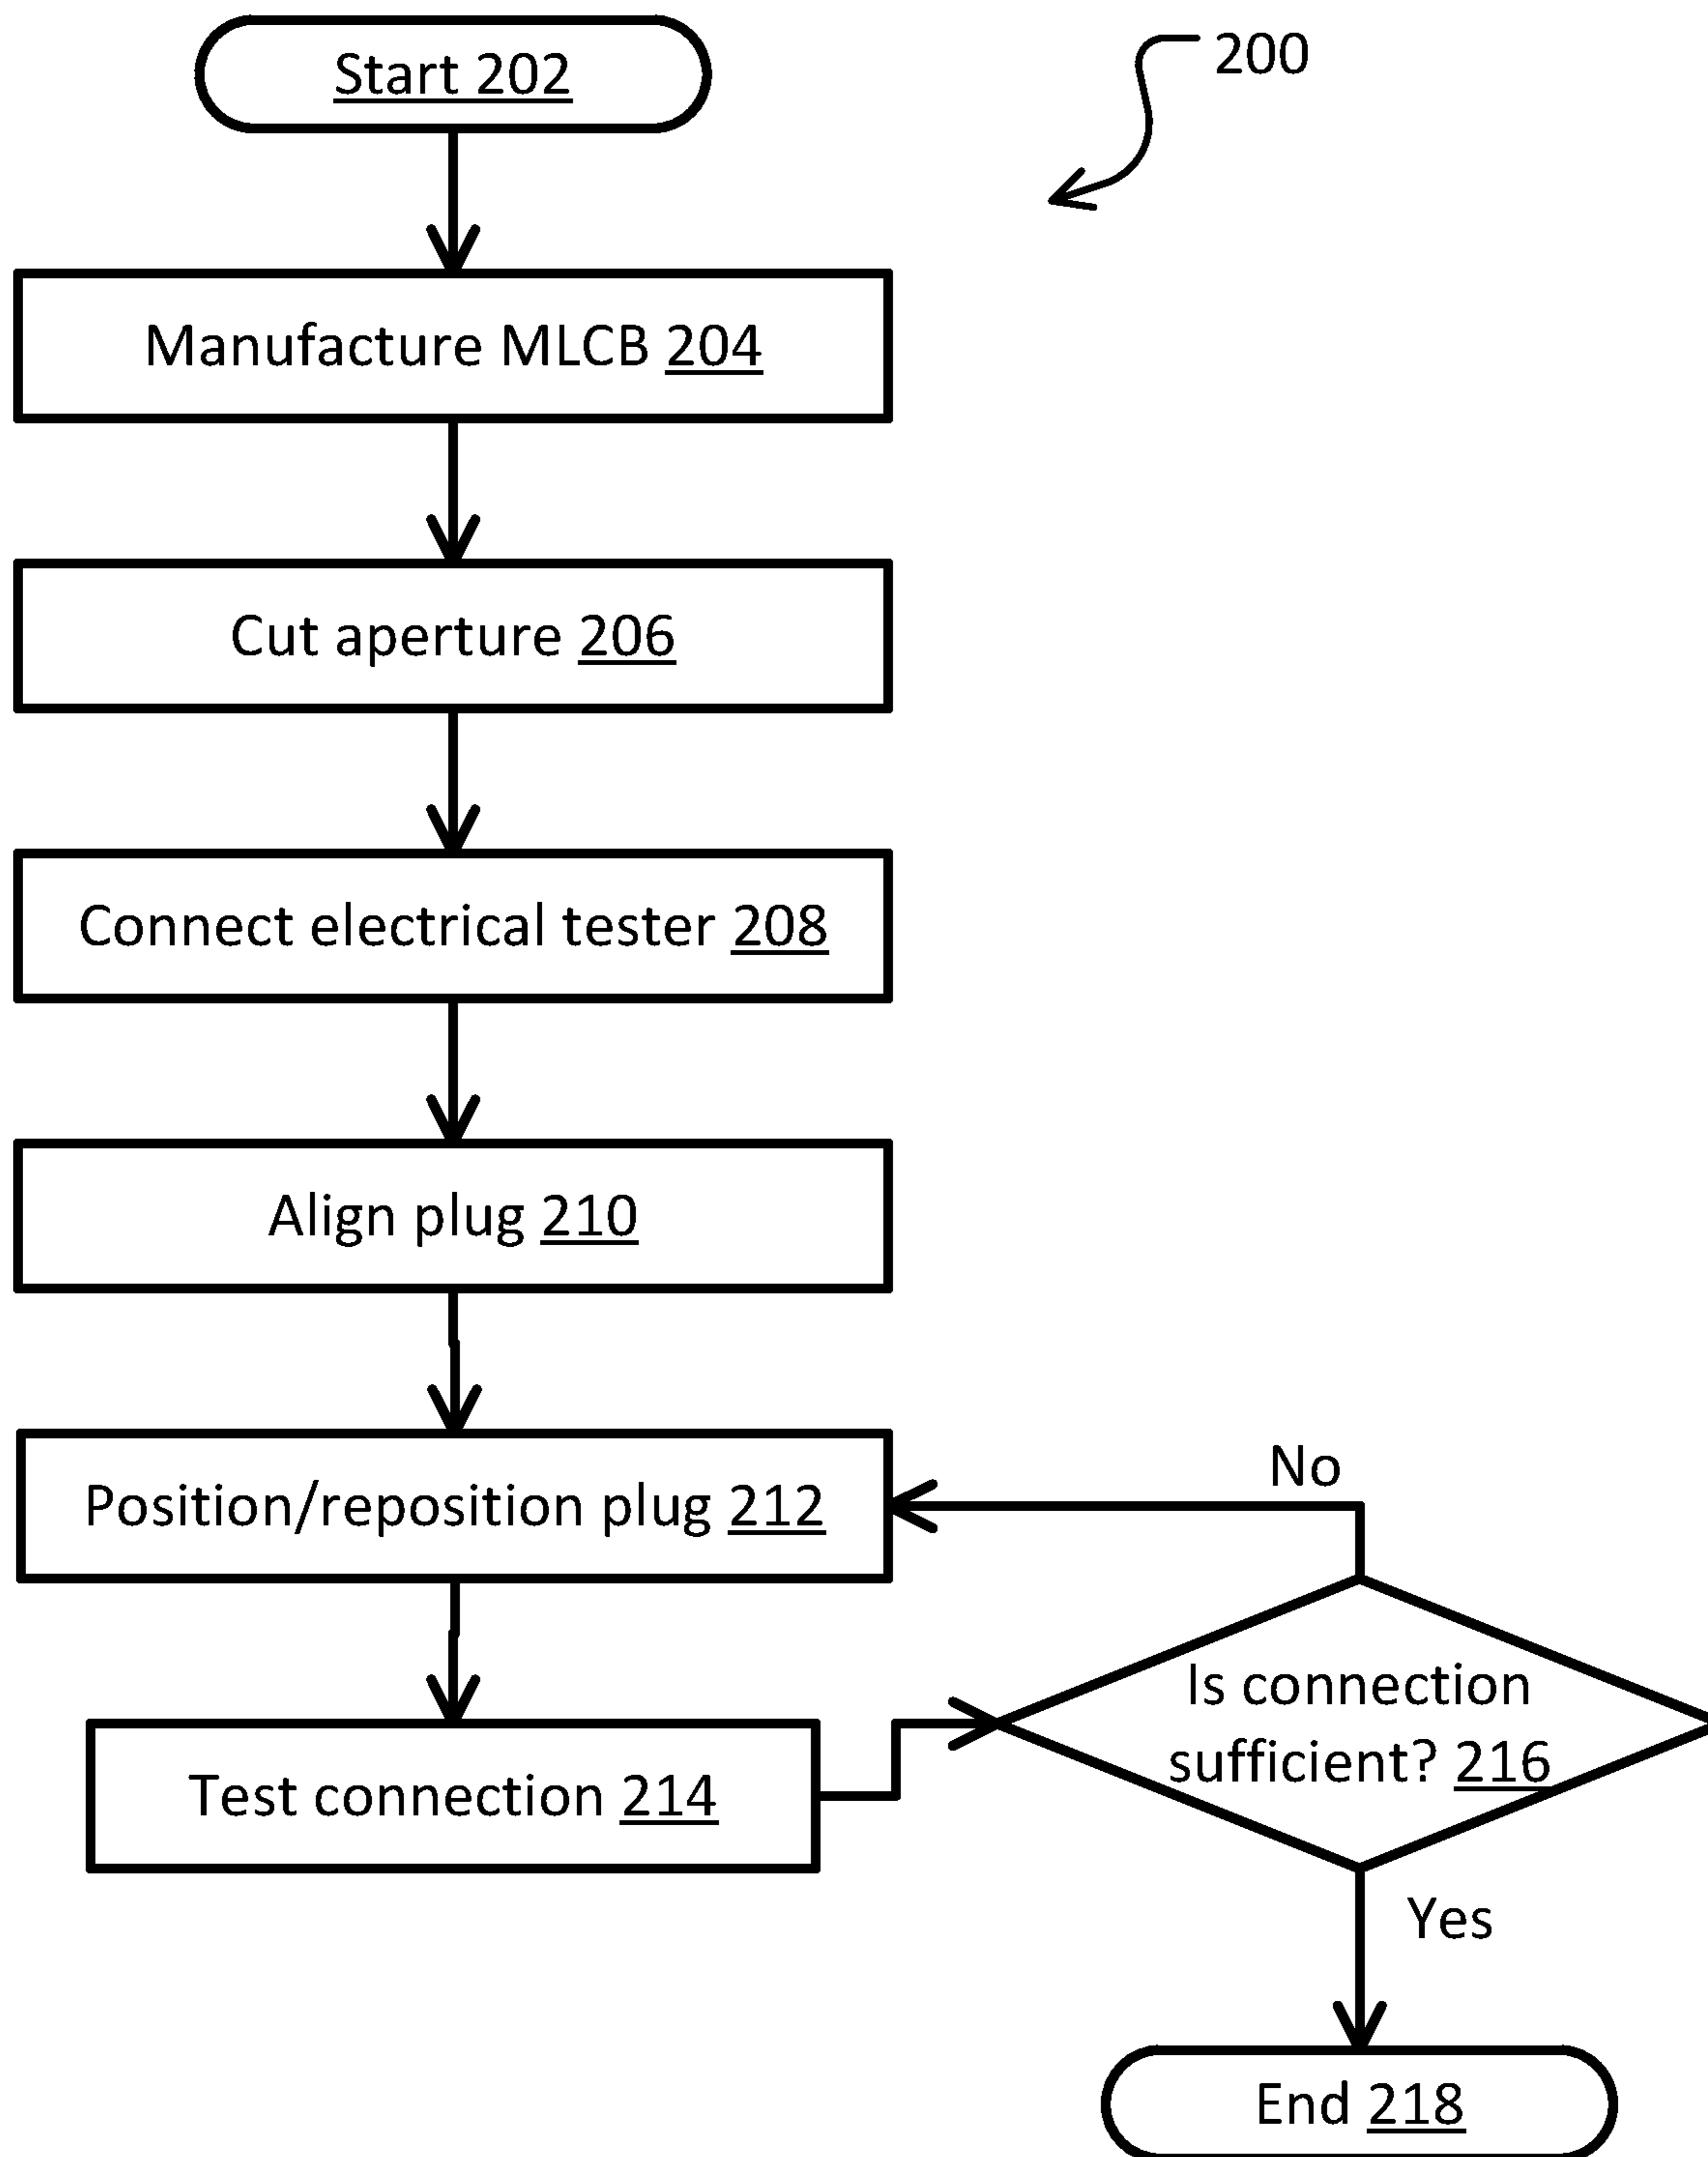 Start 202
200
Manufacture MLCB 204
Cut aperture 206
Connect electrical tester 208
Align plug 210
Position/reposition plug 212
No
Test connection 214
Is connection
sufficient? 216
Yes
End 218